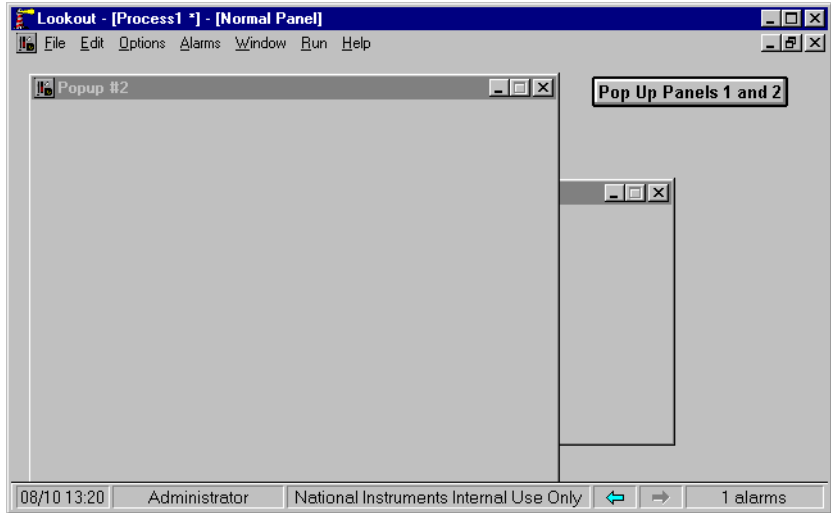 Lookout - [Process1 *] - [Normal Panel]
File Edit Options Alarms Window Run Help
Popup #2
Pop Up Panels 1 and 2
08/10 13:20 Administrator National Instruments Internal Use Only 1 alarms